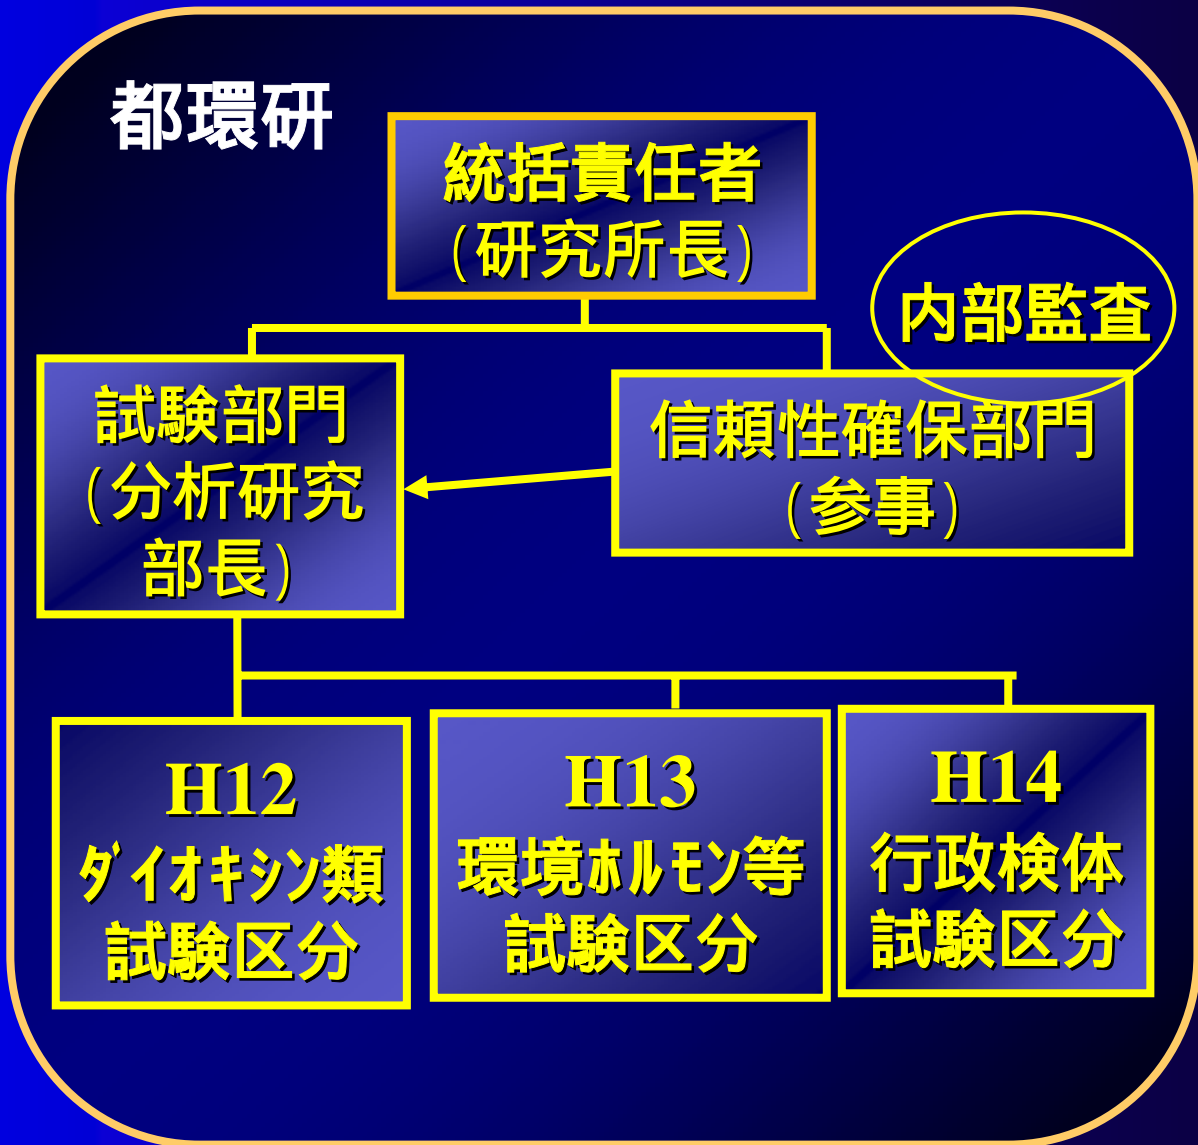 都環研
統括責任者
（研究所長）
内部監査
試験部門
（分析研究
部長）
信頼性確保部門
（参事）
H12
ﾀﾞｲｵｷｼﾝ類
試験区分
H13
環境ﾎﾙﾓﾝ等
試験区分
H14
行政検体
試験区分